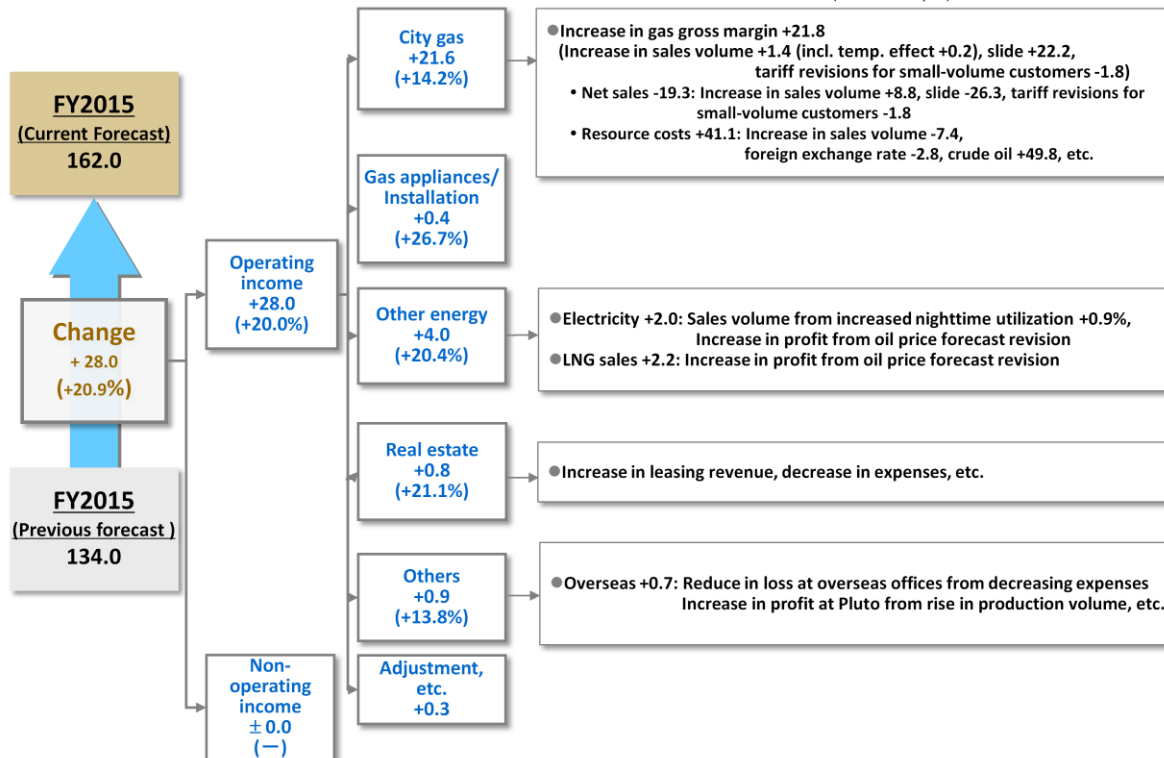 FY2015
(Current Forecast)
162.0
Change
+ 28.0
(+20.9%)
FY2015
(Previous forecast )
134.0
Operating
income
+28.0
(+20.0%)
Non-
operating
income
±0.0
(—)
City gas
+21.6
(+14.2%)
●Increase in gas gross margin +21.8
(Increase in sales volume +1.4 (incl. temp. effect +0.2), slide +22.2,
tariff revisions for small-volume customers -1.8)
• Net sales -19.3: Increase in sales volume +8.8, slide -26.3, tariff revisions for
small-volume customers -1.8
• Resource costs +41.1: Increase in sales volume -7.4,
foreign exchange rate -2.8, crude oil +49.8, etc.
Gas appliances/
Installation
+0.4
(+26.7%)
Other energy
+4.0
(+20.4%)
●Electricity +2.0: Sales volume from increased nighttime utilization +0.9%,
Increase in profit from oil price forecast revision
●LNG sales +2.2: Increase in profit from oil price forecast revision
Real estate
+0.8
(+21.1%)
●Increase in leasing revenue, decrease in expenses, etc.
Others
+0.9
(+13.8%)
●Overseas +0.7: Reduce in loss at overseas offices from decreasing expenses
Increase in profit at Pluto from rise in production volume, etc.
Adjustment,
etc.
+0.3